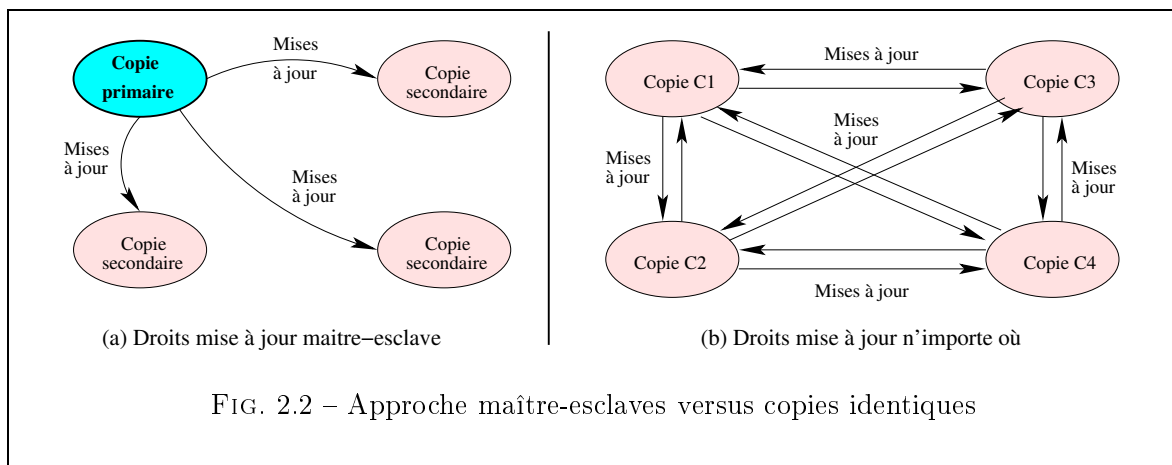 Copie
primaire
Mises
à jour
Copie
secondaire
Mises
à jour
Mises
à jour
Copie
secondaire
Copie
secondaire
(a) Droits mise à jour maitre−esclave
Copie C1
Mises à jour
Copie C3
Mises
à jour
Mises
à jour
Mises
à jour
Copie C2
Copie C4
Mises à jour
(b) Droits mise à jour n'importe où
FIG. 2.2 – Approche maître-esclaves versus copies identiques